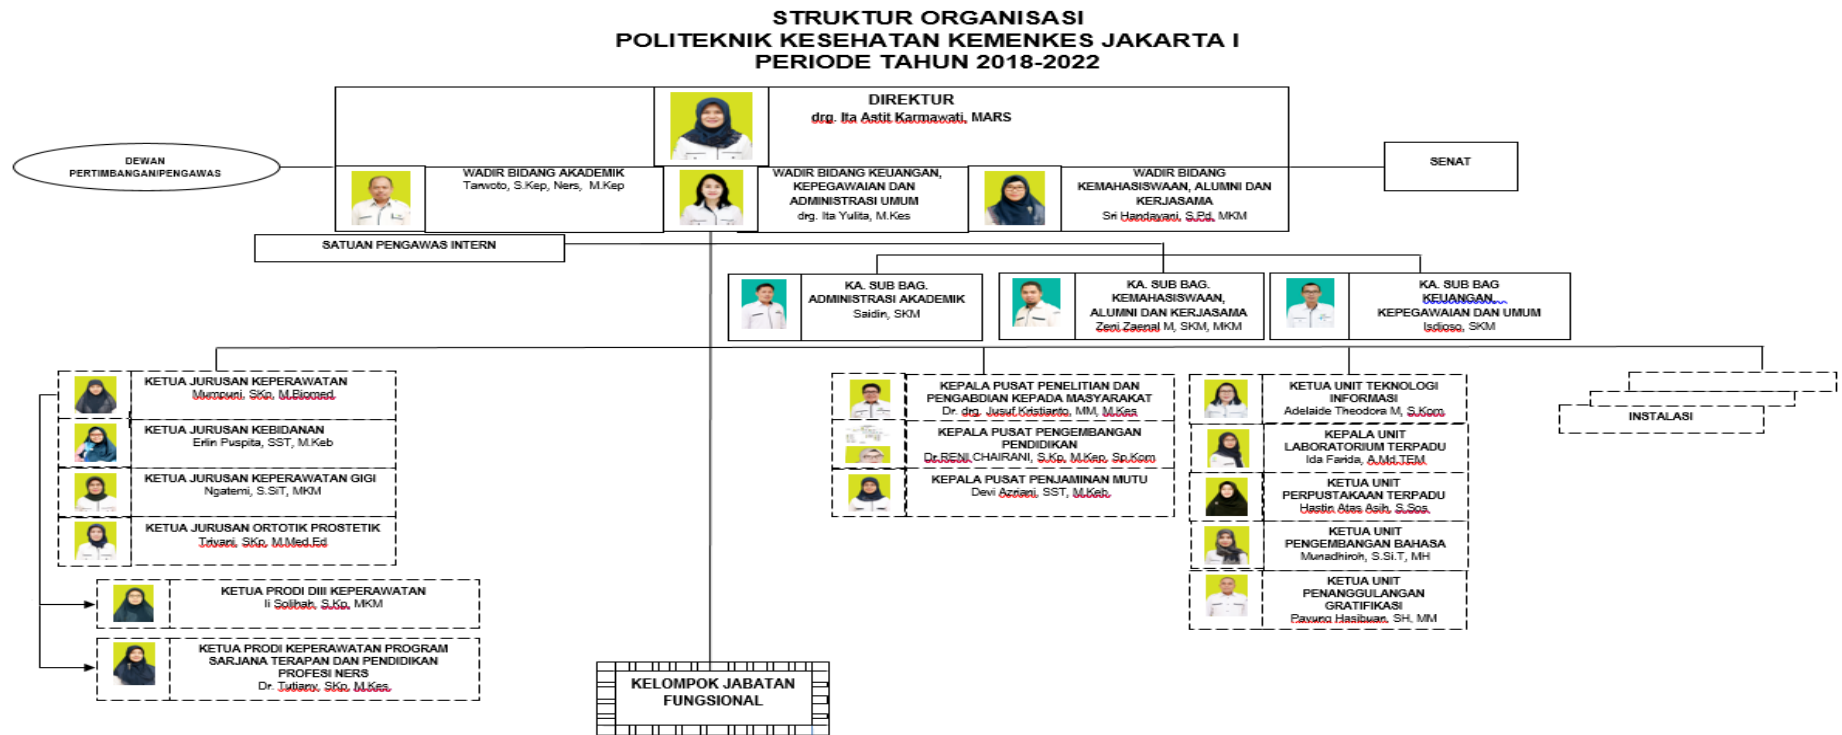 STRUKTUR ORGANISASI
POLITEKNIK KESEHATAN KEMENKES JAKARTA I
PERIODE TAHUN 2018-2022
DIREKTUR
drg. Ita Astit Karmawati, MARS
DEWAN
PERTIMBANGAN/PENGAWAS
SENAT
WADIR BIDANG AKADEMIK
Tarwoto, S.Kep, Ners, M.Kep
WADIR BIDANG KEUANGAN,
KEPEGAWAIAN DAN
ADMINISTRASI UMUM
drg. Ita Yulita, M.Kes
WADIR BIDANG
KEMAHASISWAAN, ALUMNI DAN
KERJASAMA
Sri Handayani, S.Pd, MKM
SATUAN PENGAWAS INTERN
KA. SUB BAG.
ADMINISTRASI AKADEMIK
Saidin, SKM
KA. SUB BAG.
KEMAHASISWAAN,
ALUMNI DAN KERJASAMA
Zeni Zaenal M, SKM, MKM
KA. SUB BAG
KEUANGAN,
KEPEGAWAIAN DAN UMUM
Isdioso, SKM
KETUA JURUSAN KEPERAWATAN
Mumpuni, SKp, M.Biomed
KETUA JURUSAN KEBIDANAN
Erlin Puspita, SST, M.Keb
KETUA JURUSAN KEPERAWATAN GIGI
Ngatemi, S.SiT, MKM
KETUA JURUSAN ORTOTIK PROSTETIK
Triyani, SKp, M.Med.Ed
KETUA PRODI DIII KEPERAWATAN
Ii Solihah, S.Kp, MKM
KETUA PRODI KEPERAWATAN PROGRAM
SARJANA TERAPAN DAN PENDIDIKAN
PROFESI NERS
Dr. Tutiany, SKp, M.Kes
KEPALA PUSAT PENELITIAN DAN
PENGABDIAN KEPADA MASYARAKAT
Dr. drg. Jusuf Kristianto, MM, M.Kes
KEPALA PUSAT PENGEMBANGAN
PENDIDIKAN
Dr.RENI CHAIRANI, S.Kp, M.Kep, Sp.Kom
KEPALA PUSAT PENJAMINAN MUTU
Devi Azriani, SST, M.Keb
KETUA UNIT TEKNOLOGI
INFORMASI
Adelaide Theodora M, S.Kom
KEPALA UNIT
LABORATORIUM TERPADU
Ida Farida, A.Md.TEM
KETUA UNIT
PERPUSTAKAAN TERPADU
Hastin Atas Asih, S.Sos
KETUA UNIT
PENGEMBANGAN BAHASA
Munadhiroh, S.Si.T, MH
KETUA UNIT
PENANGGULANGAN
GRATIFIKASI
Payung Hasibuan, SH, MM
INSTALASI
KELOMPOK JABATAN
FUNGSIONAL